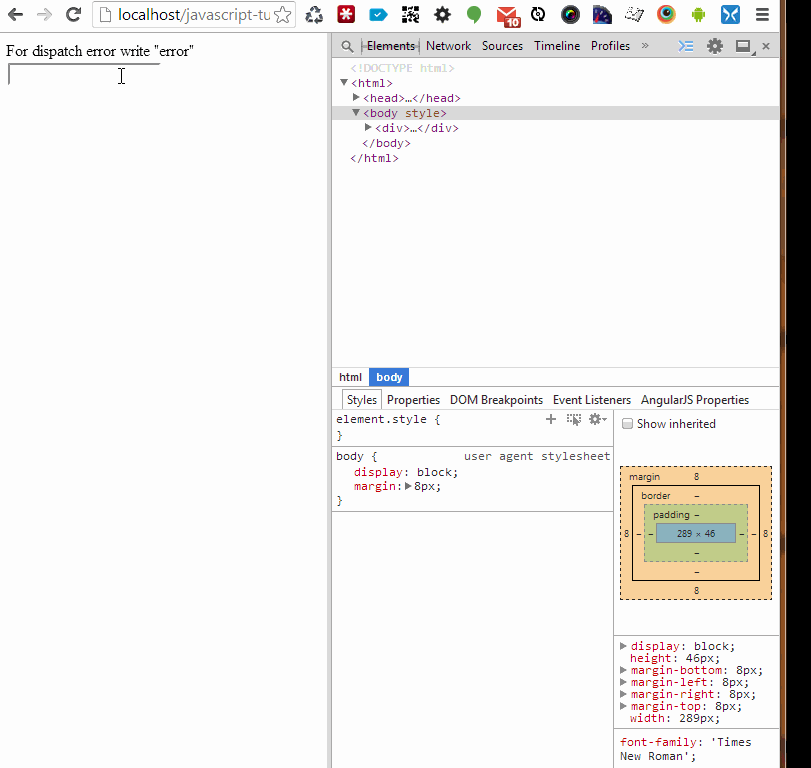 localhost/javascript-tu
10
For dispatch error write "error"
Elements Network Sources Timeline Profiles »
<!DOCTYPE html>
<html>
<head>…</head>
<body style>
<div>…</div>
</body>
</html>
html body
Styles Properties DOM Breakpoints Event Listeners AngularJS Properties
element.style {
}
body { user agent stylesheet
display: block;
margin: 8px;
}
Show inherited
margin 8
border –
padding –
8 – – 289 × 46 – – 8
–
–
8
display: block;
height: 46px;
margin-bottom: 8px;
margin-left: 8px;
margin-right: 8px;
margin-top: 8px;
width: 289px;
font-family: 'Times
New Roman';